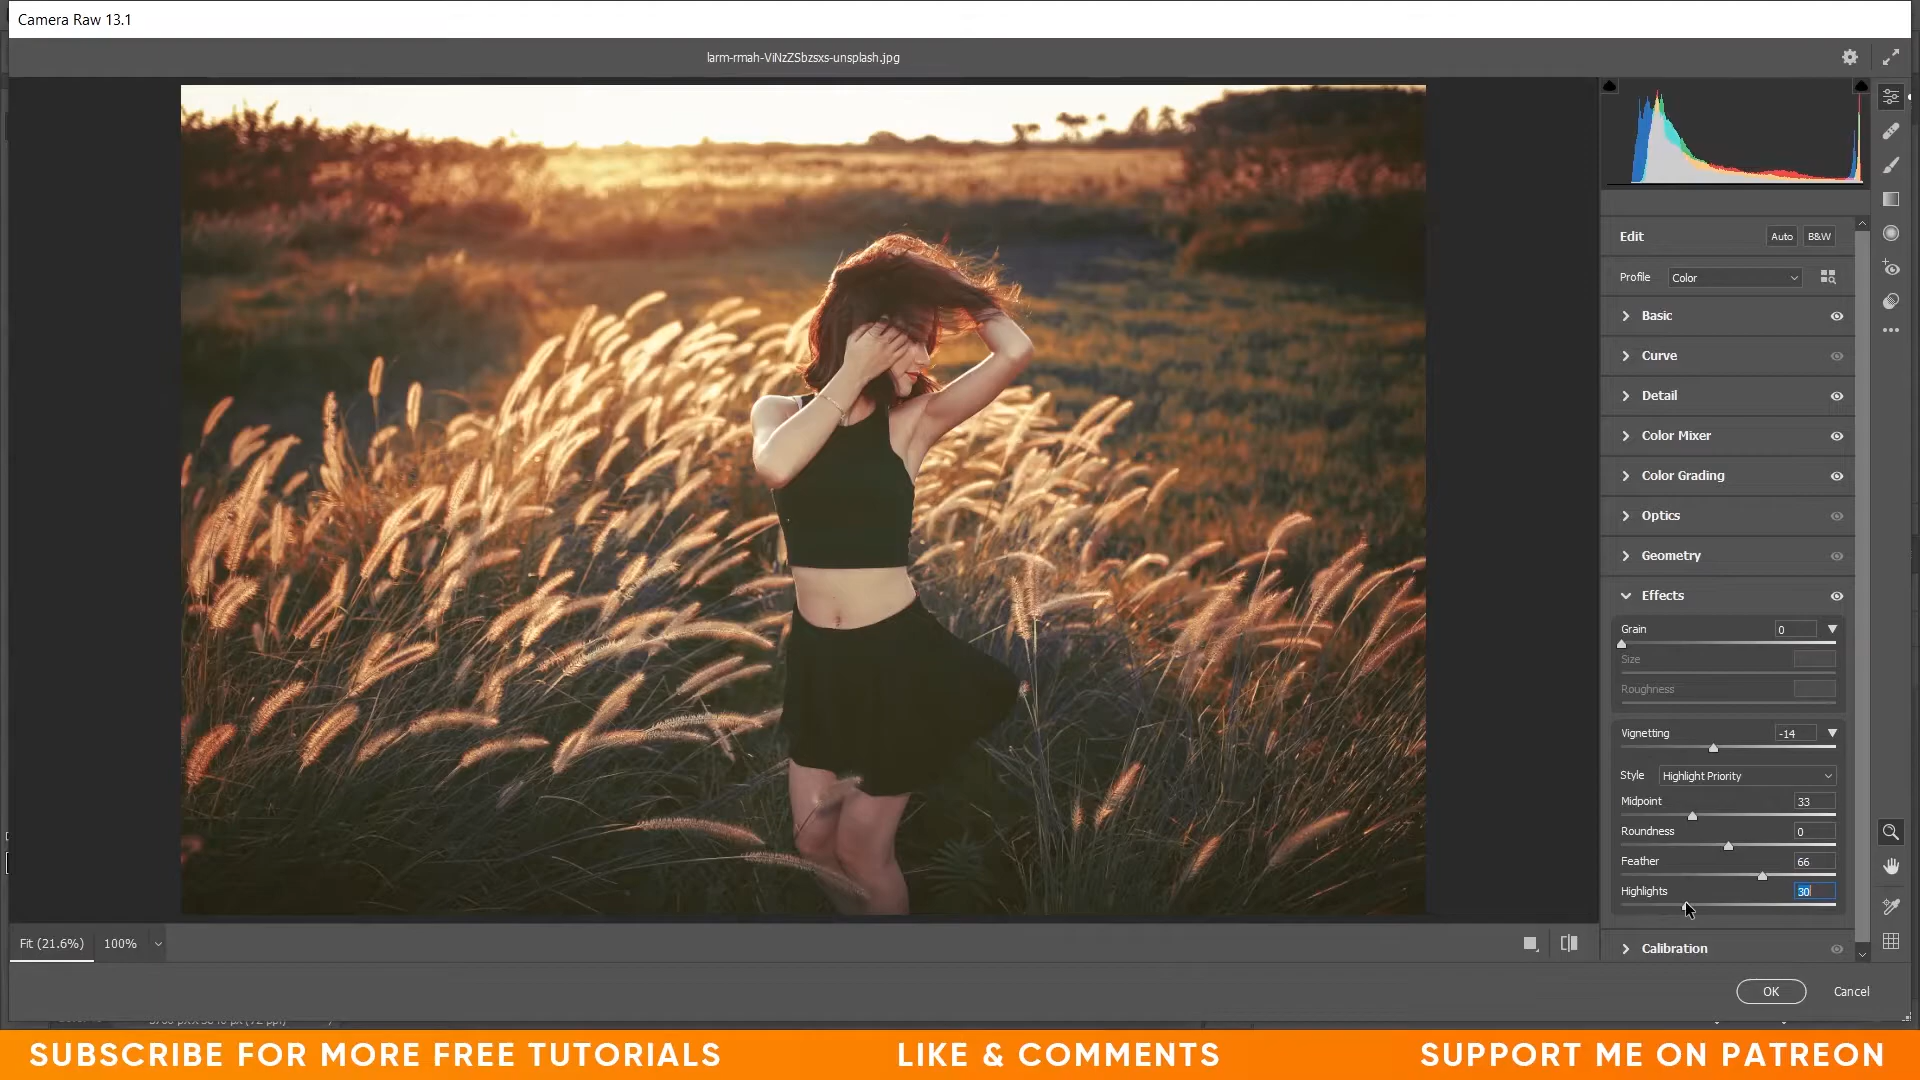 Camera Raw 13.1
larm-rmah-ViNzZSbzsxs-unsplash.jpg
Edit Auto B&W
Profile Color
Basic
Curve
Detail
Color Mixer
Color Grading
Optics
Geometry
Effects
Grain 0
Size
Roughness
Vignetting -14
Style Highlight Priority
Midpoint 33
Roundness 0
Feather 66
Highlights 30
Calibration
Fit (21.6%) 100%
OK Cancel
SUBSCRIBE FOR MORE FREE TUTORIALS LIKE & COMMENTS SUPPORT ME ON PATREON